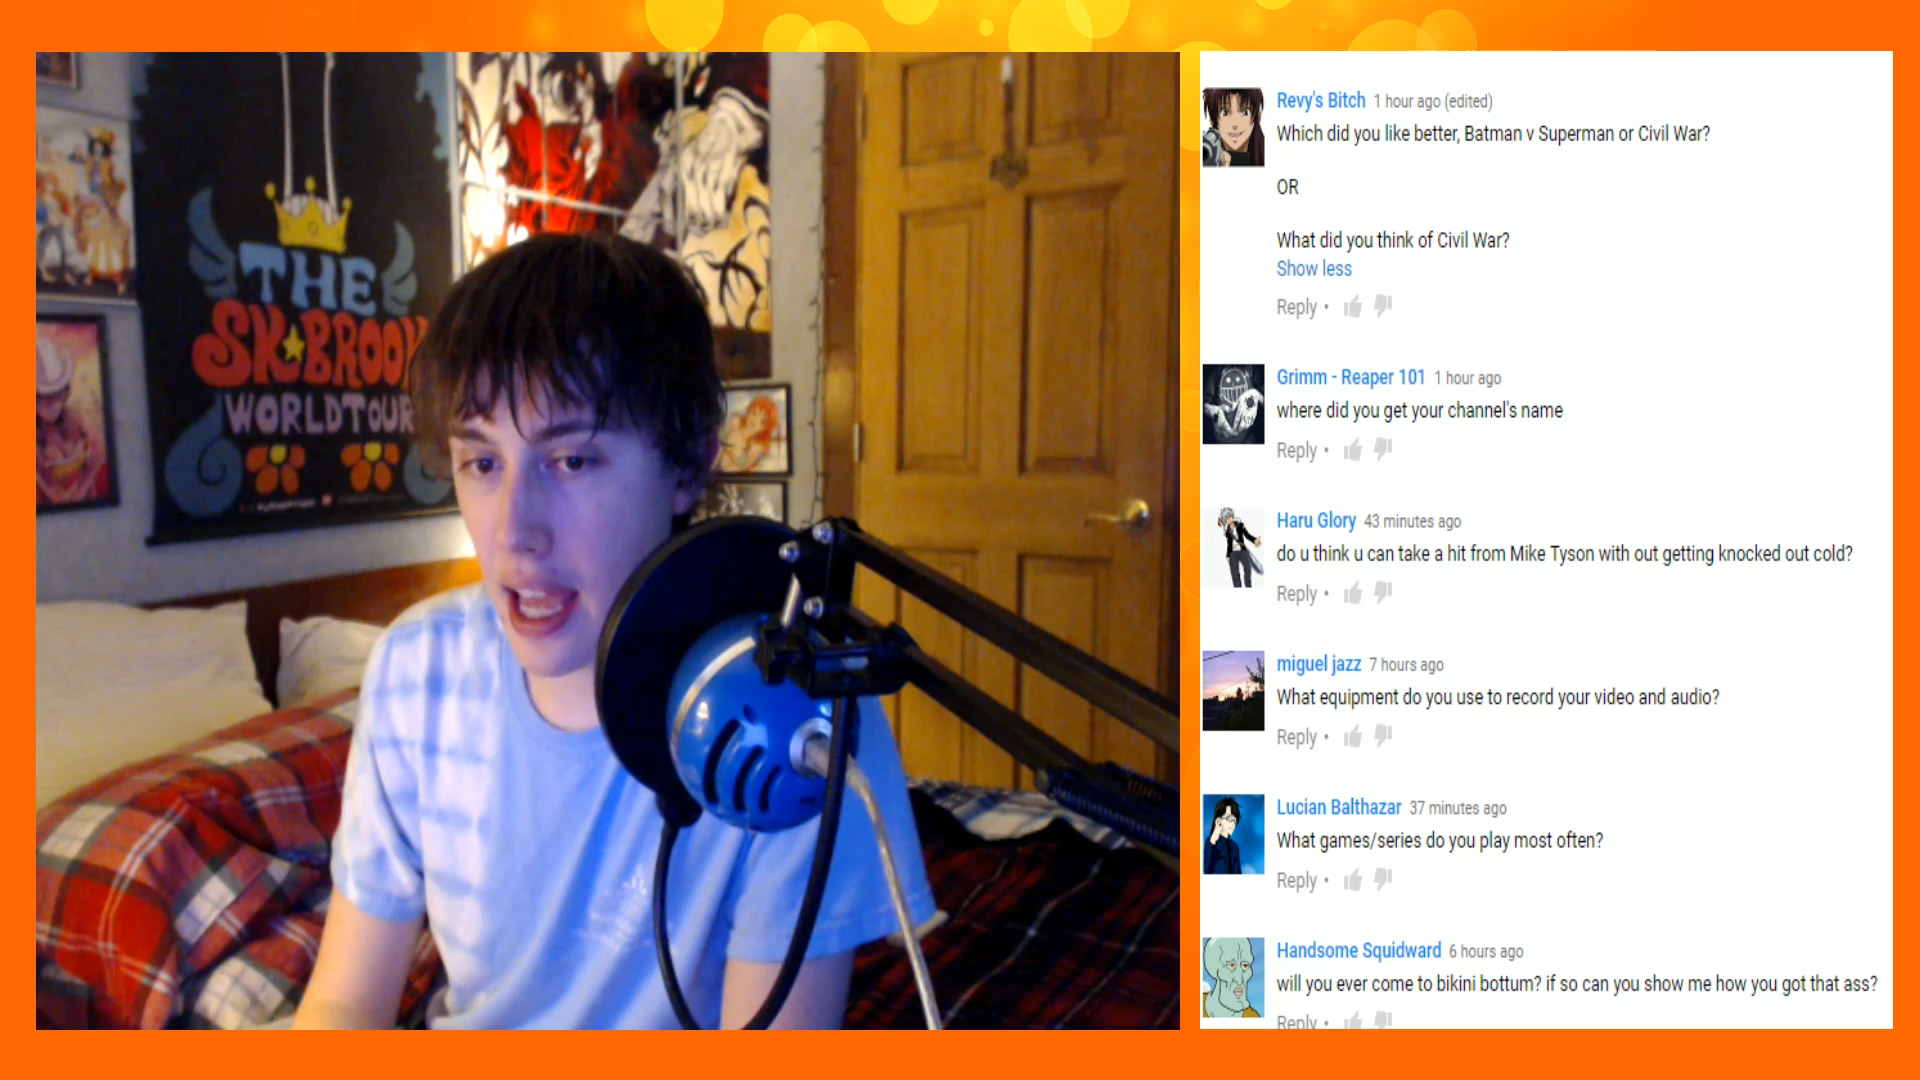 THE
SK★BROOK
WORLDTOUR
Revy's Bitch 1 hour ago (edited)
Which did you like better, Batman v Superman or Civil War?
OR
What did you think of Civil War?
Show less
Reply •
Grimm - Reaper 101 1 hour ago
where did you get your channel's name
Reply •
Haru Glory 43 minutes ago
do u think u can take a hit from Mike Tyson with out getting knocked out cold?
Reply •
miguel jazz 7 hours ago
What equipment do you use to record your video and audio?
Reply •
Lucian Balthazar 37 minutes ago
What games/series do you play most often?
Reply •
Handsome Squidward 6 hours ago
will you ever come to bikini bottum? if so can you show me how you got that ass?
Reply •